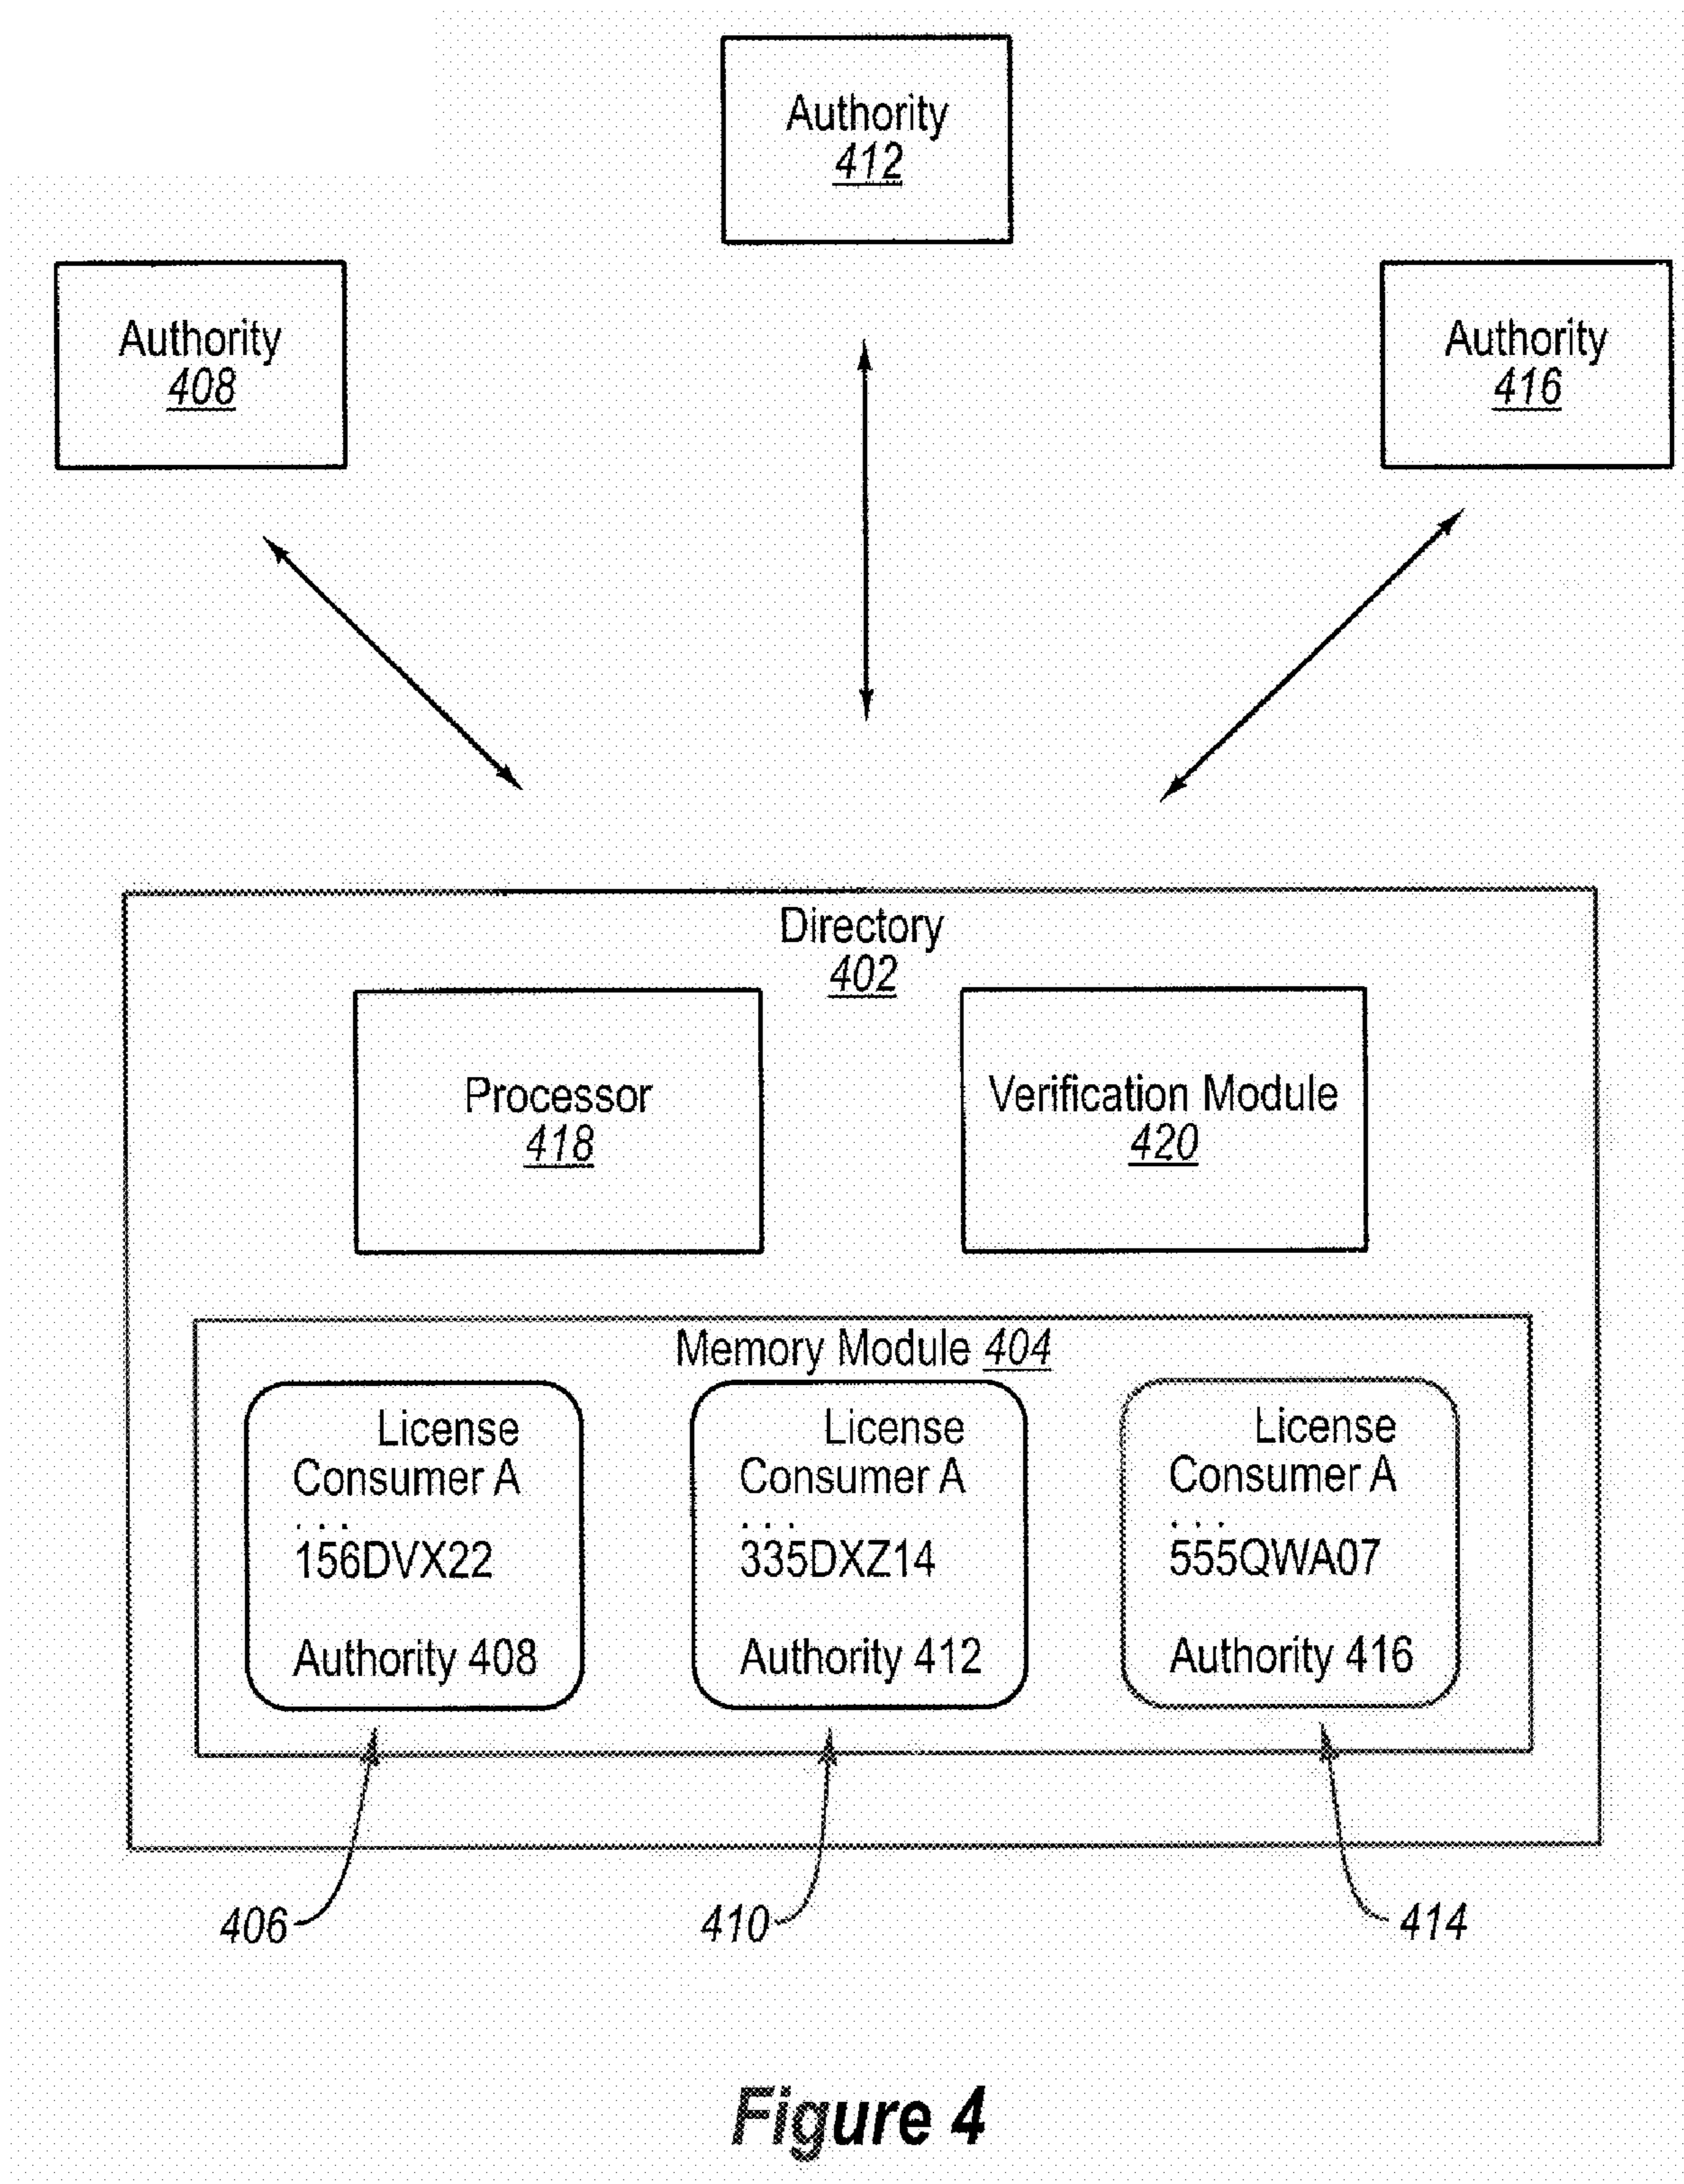 Authority
412
Authority
408
Authority
416
Directory
402
Processor
418
Verification Module
420
Memory Module 404
License
Consumer A
...
156DVX22
Authority 408
License
Consumer A
...
335DXZ14
Authority 412
License
Consumer A
...
555QWA07
Authority 416
406
410
414
Figure 4